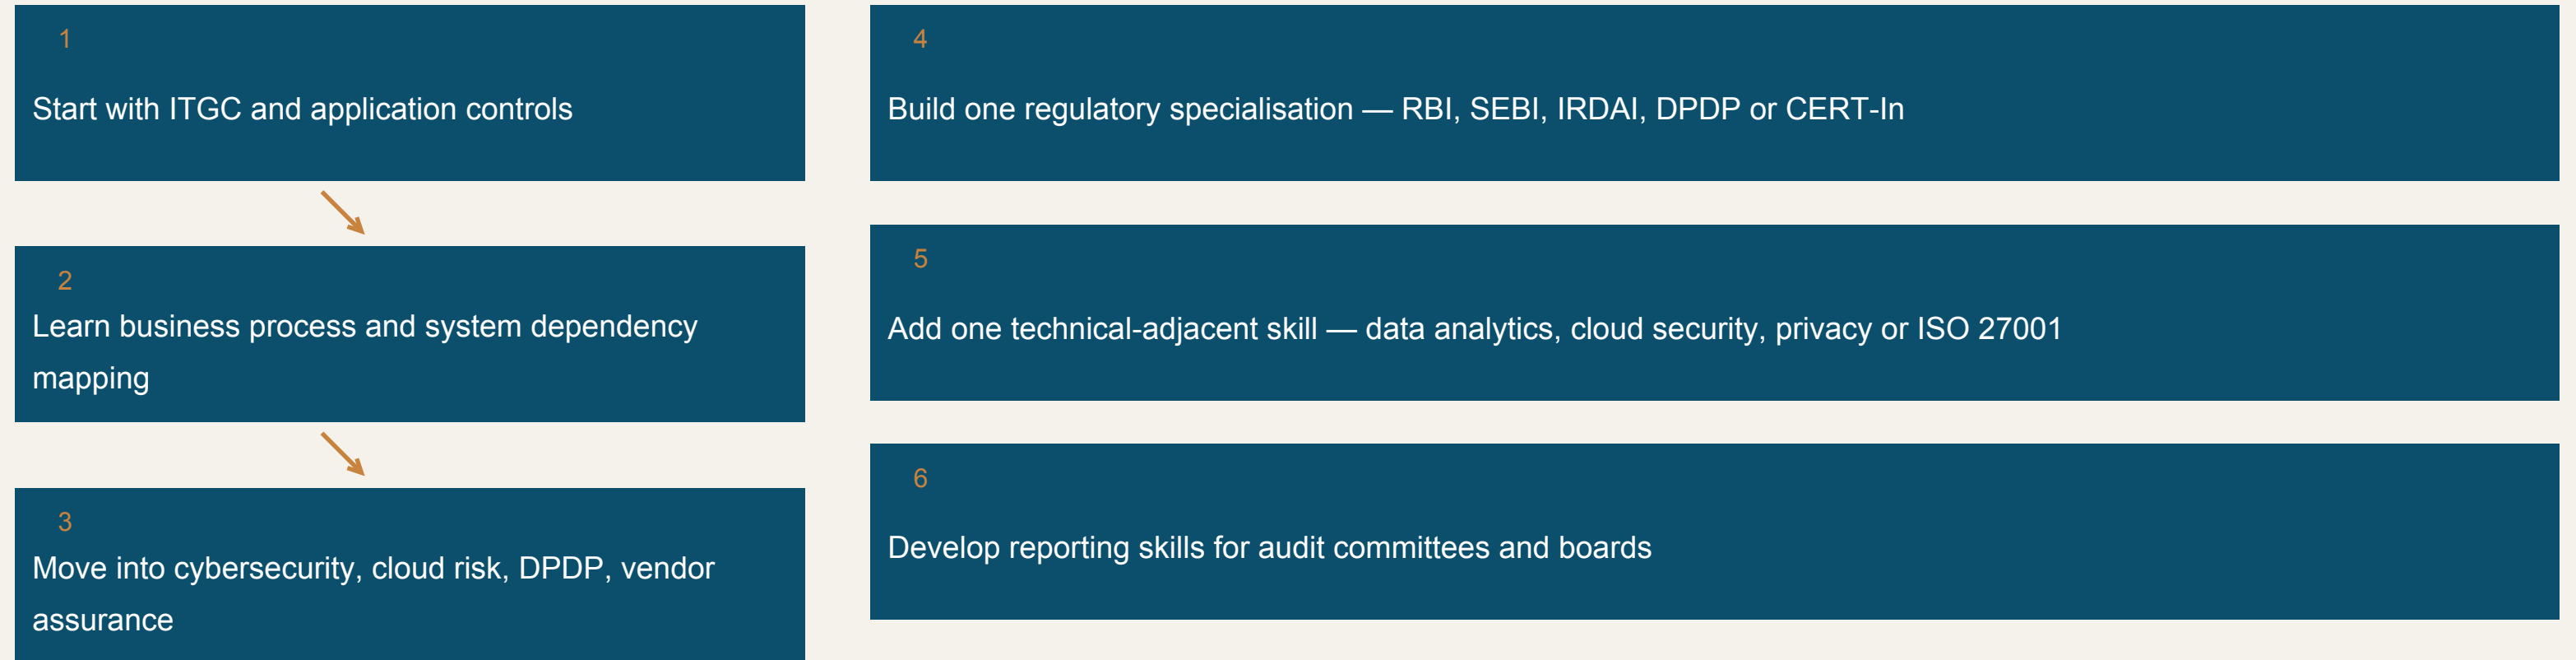 1
Start with ITGC and application controls
2
Learn business process and system dependency
mapping
3
Move into cybersecurity, cloud risk, DPDP, vendor
assurance
4
Build one regulatory specialisation — RBI, SEBI, IRDAI, DPDP or CERT-In
5
Add one technical-adjacent skill — data analytics, cloud security, privacy or ISO 27001
6
Develop reporting skills for audit committees and boards